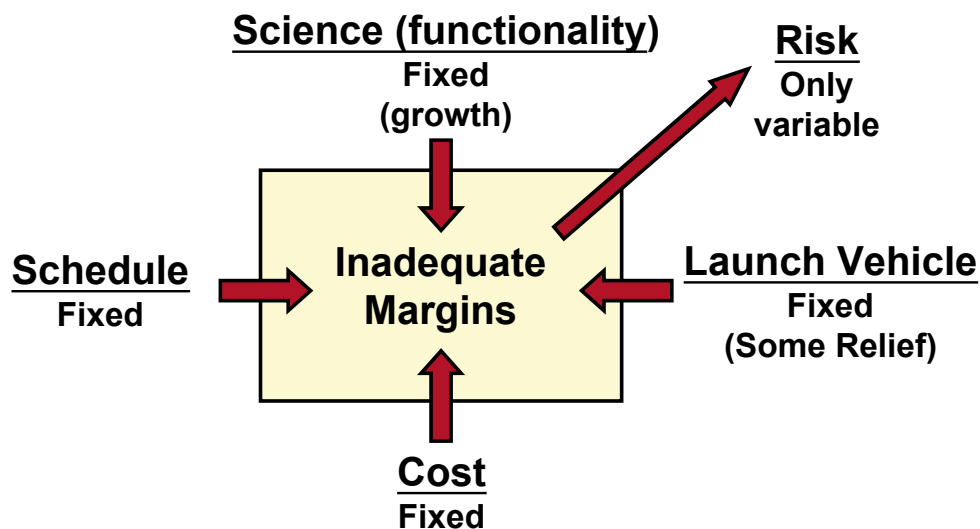 Science (functionality)
Fixed
(growth)
Risk
Only
variable
Schedule
Fixed
Inadequate
Margins
Launch Vehicle
Fixed
(Some Relief)
Cost
Fixed